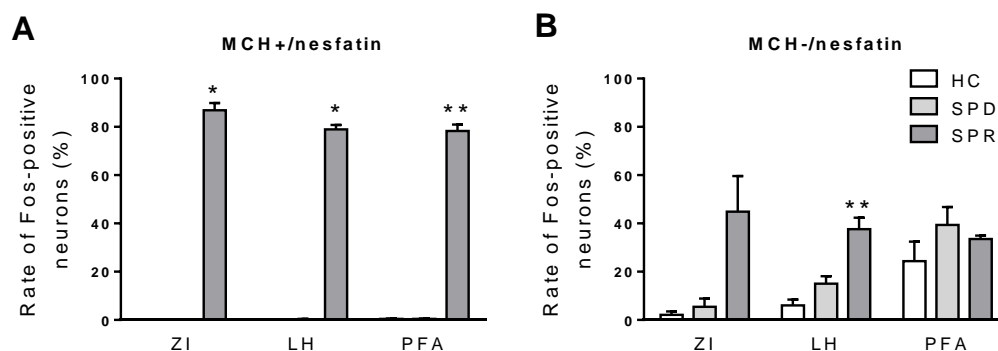 A
MCH+/nesfatin
Rate of Fos-positive
neurons (%)
100
80
60
40
20
0
*
*
**
ZI
LH
PFA
B
MCH-/nesfatin
Rate of Fos-positive
neurons (%)
100
80
60
40
20
0
**
ZI
LH
PFA
HC
SPD
SPR